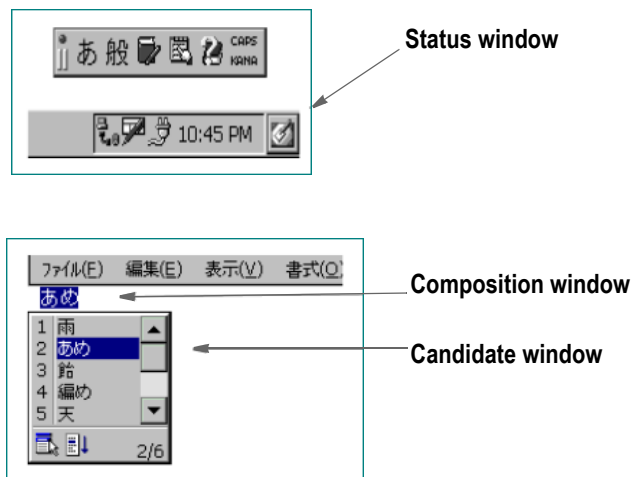 あ 般 CAPS
KANA
Status window
10:45 PM
ファイル(F) 編集(E) 表示(V) 書式(O)
あめ
Composition window
1 雨
2 あめ
Candidate window
3 飴
4 編め
5 天
2/6